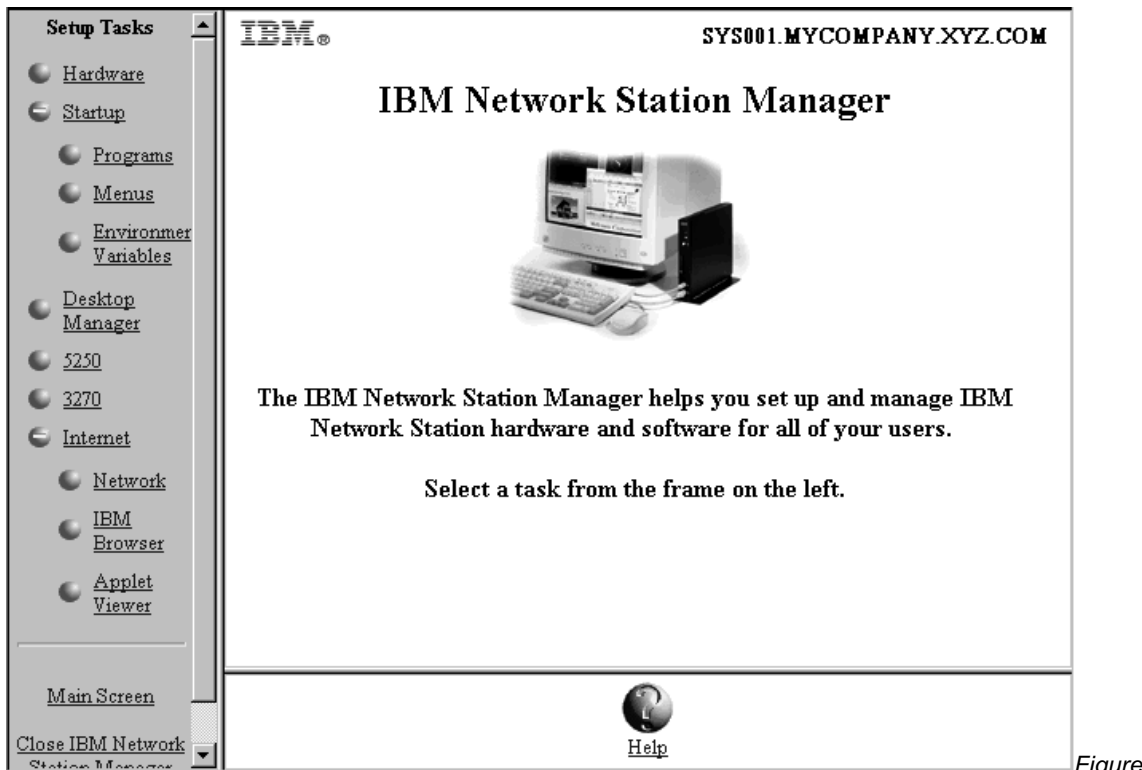 Setup Tasks
Hardware
Startup
Programs
Menus
Environmen
Variables
Desktop
Manager
5250
3270
Internet
Network
IBM
Browser
Applet
Viewer
Main Screen
Close IBM Network
Station Manager
IBM®
SYS001.MYCOMPANY.XYZ.COM
IBM Network Station Manager
The IBM Network Station Manager helps you set up and manage IBM
Network Station hardware and software for all of your users.
Select a task from the frame on the left.
Help
Figure